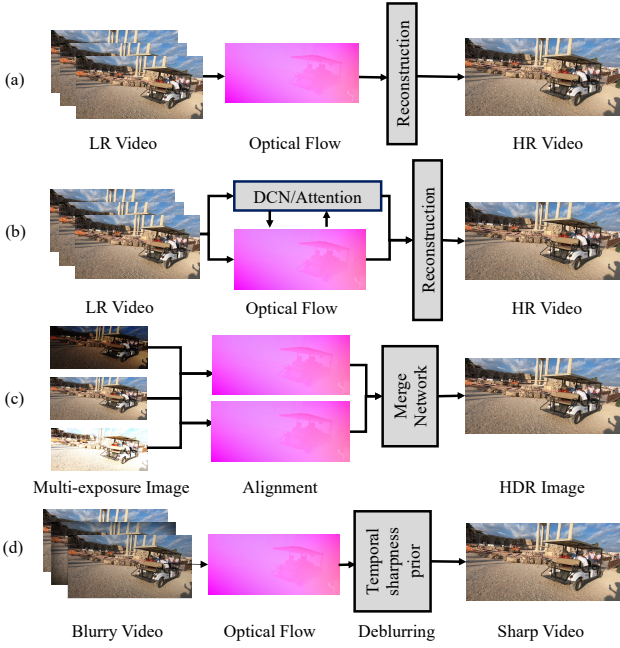 (a)
Reconstruction
LR Video
Optical Flow
HR Video
(b)
DCN/Attention
Reconstruction
LR Video
Optical Flow
HR Video
(c)
Merge
Network
Multi-exposure Image
Alignment
HDR Image
(d)
Temporal
sharpness
prior
Blurry Video
Optical Flow
Deblurring
Sharp Video